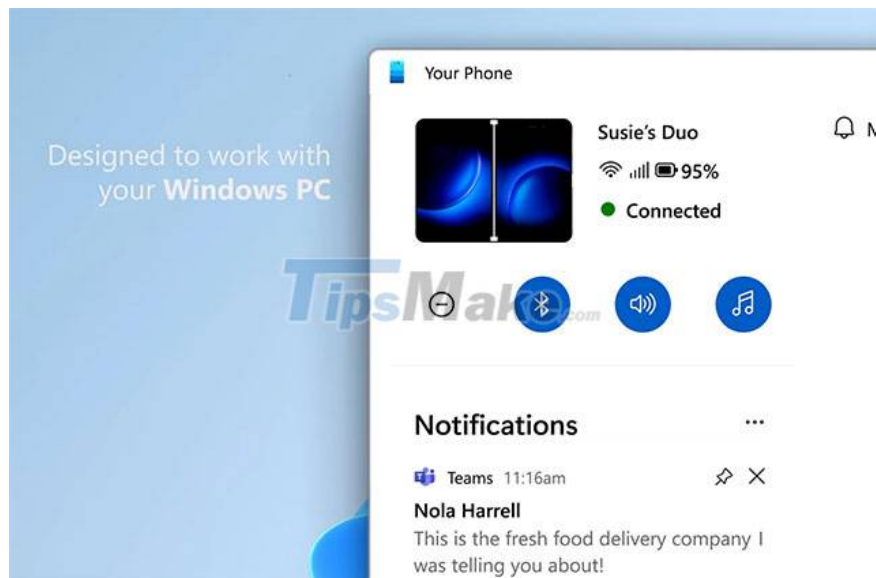 Your Phone
Designed to work with
your Windows PC
Susie's Duo
95%
Connected
TipsMake.com
Notifications
...
Teams 11:16am
Nola Harrell
This is the fresh food delivery company I
was telling you about!